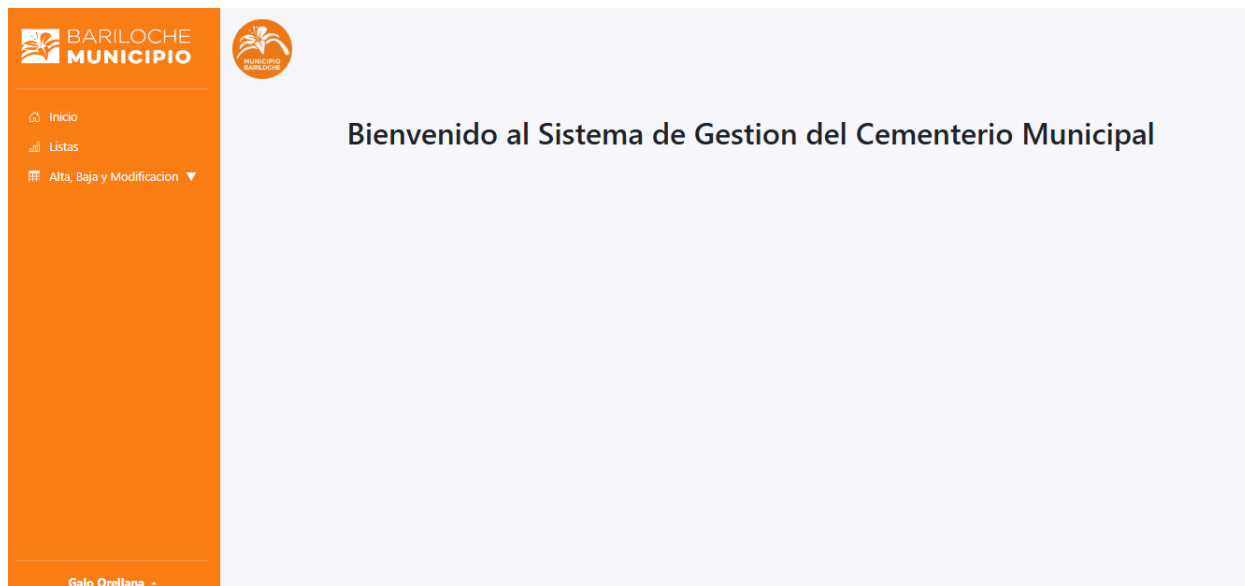 BARILOCHE
MUNICIPIO
MUNICIPIO
BARILOCHE
Inicio
Listas
Alta, Baja y Modificacion
Bienvenido al Sistema de Gestion del Cementerio Municipal
Galo Orellana